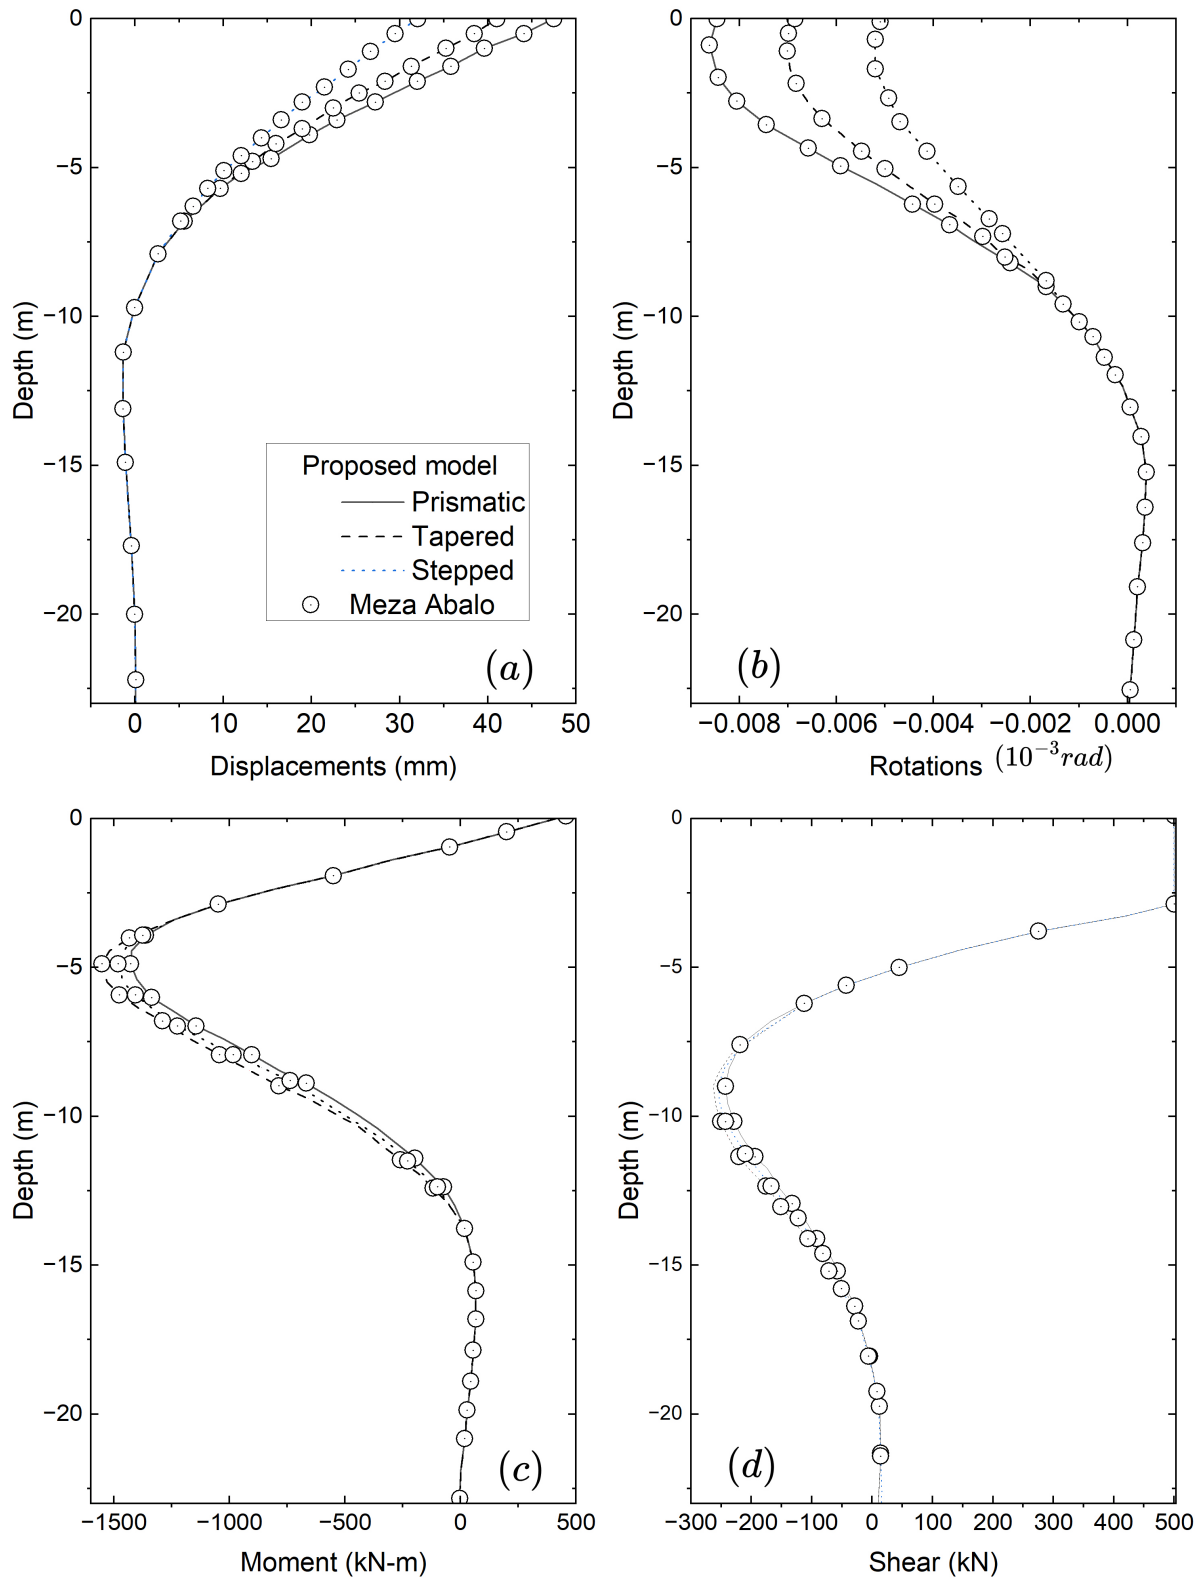 0
−5
−10
−15
−20
Depth (m)
Proposed model
Prismatic
Tapered
Stepped
Meza Abalo
(a)
0 10 20 30 40 50
Displacements (mm)
0
−5
−10
−15
−20
Depth (m)
(b)
−0.008 −0.006 −0.004 −0.002 0.000
Rotations (10⁻³rad)
0
−5
−10
−15
−20
Depth (m)
(c)
−1500 −1000 −500 0 500
Moment (kN-m)
0
−5
−10
−15
−20
Depth (m)
(d)
−300 −200 −100 0 100 200 300 400 500
Shear (kN)